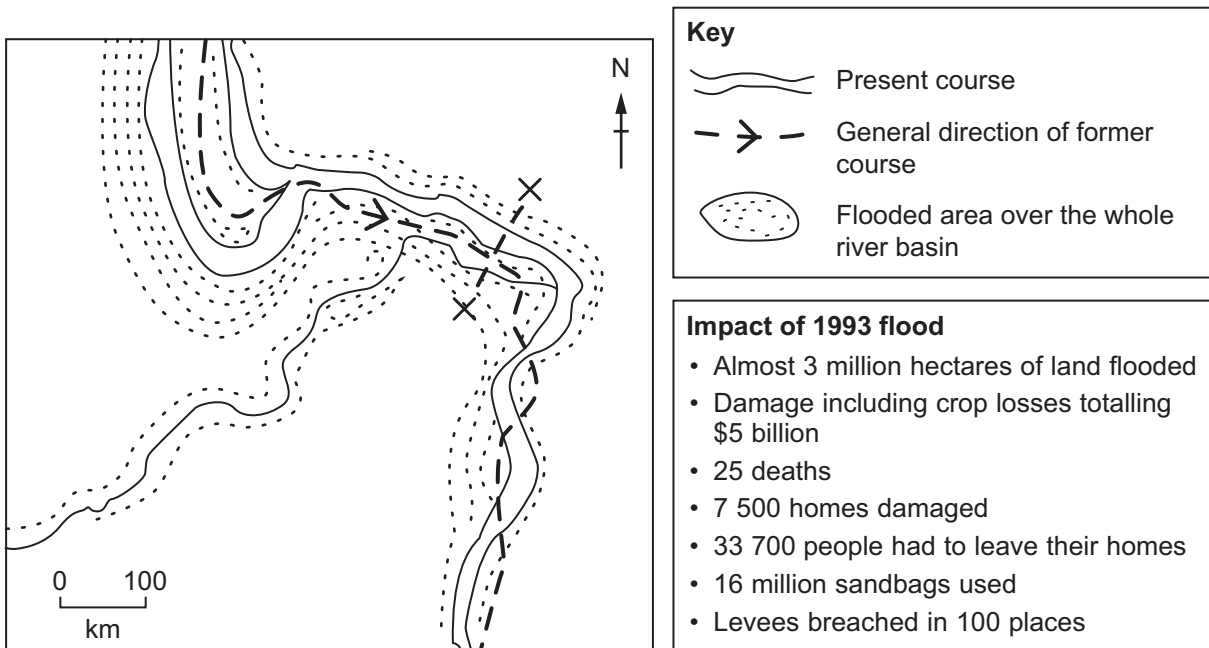 N
0 100
km
Key
Present course
General direction of former
course
Flooded area over the whole
river basin
Impact of 1993 flood
• Almost 3 million hectares of land flooded
• Damage including crop losses totalling
$5 billion
• 25 deaths
• 7 500 homes damaged
• 33 700 people had to leave their homes
• 16 million sandbags used
• Levees breached in 100 places